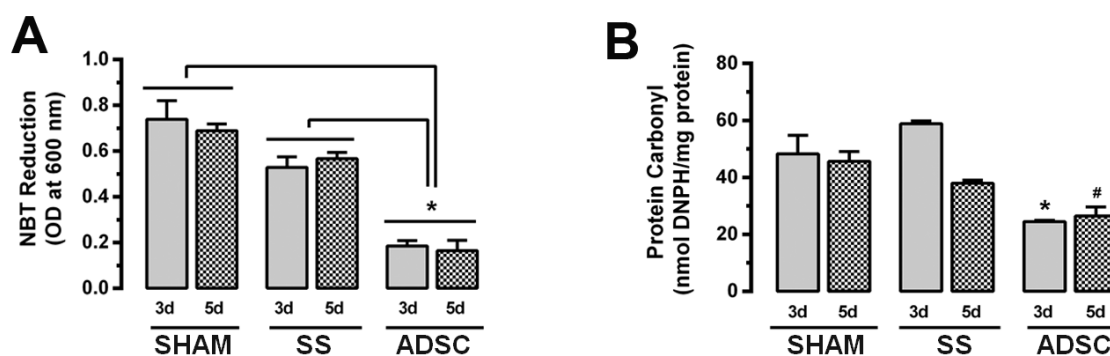 A
NBT Reduction
(OD at 600 nm)
1.0
0.8
0.6
0.4
0.2
0.0
*
3d 5d 3d 5d 3d 5d
SHAM SS ADSC
B
Protein Carbonyl
(nmol DNPH/mg protein)
80
60
40
20
0
* #
3d 5d 3d 5d 3d 5d
SHAM SS ADSC